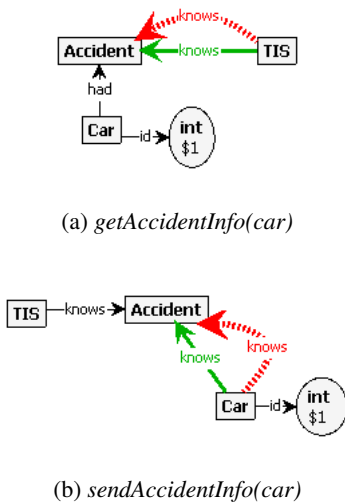 knows
Accident
knows
TIS
had
Car
id
int
$1
(a) getAccidentInfo(car)
TIS
knows
Accident
knows
knows
Car
id
int
$1
(b) sendAccidentInfo(car)